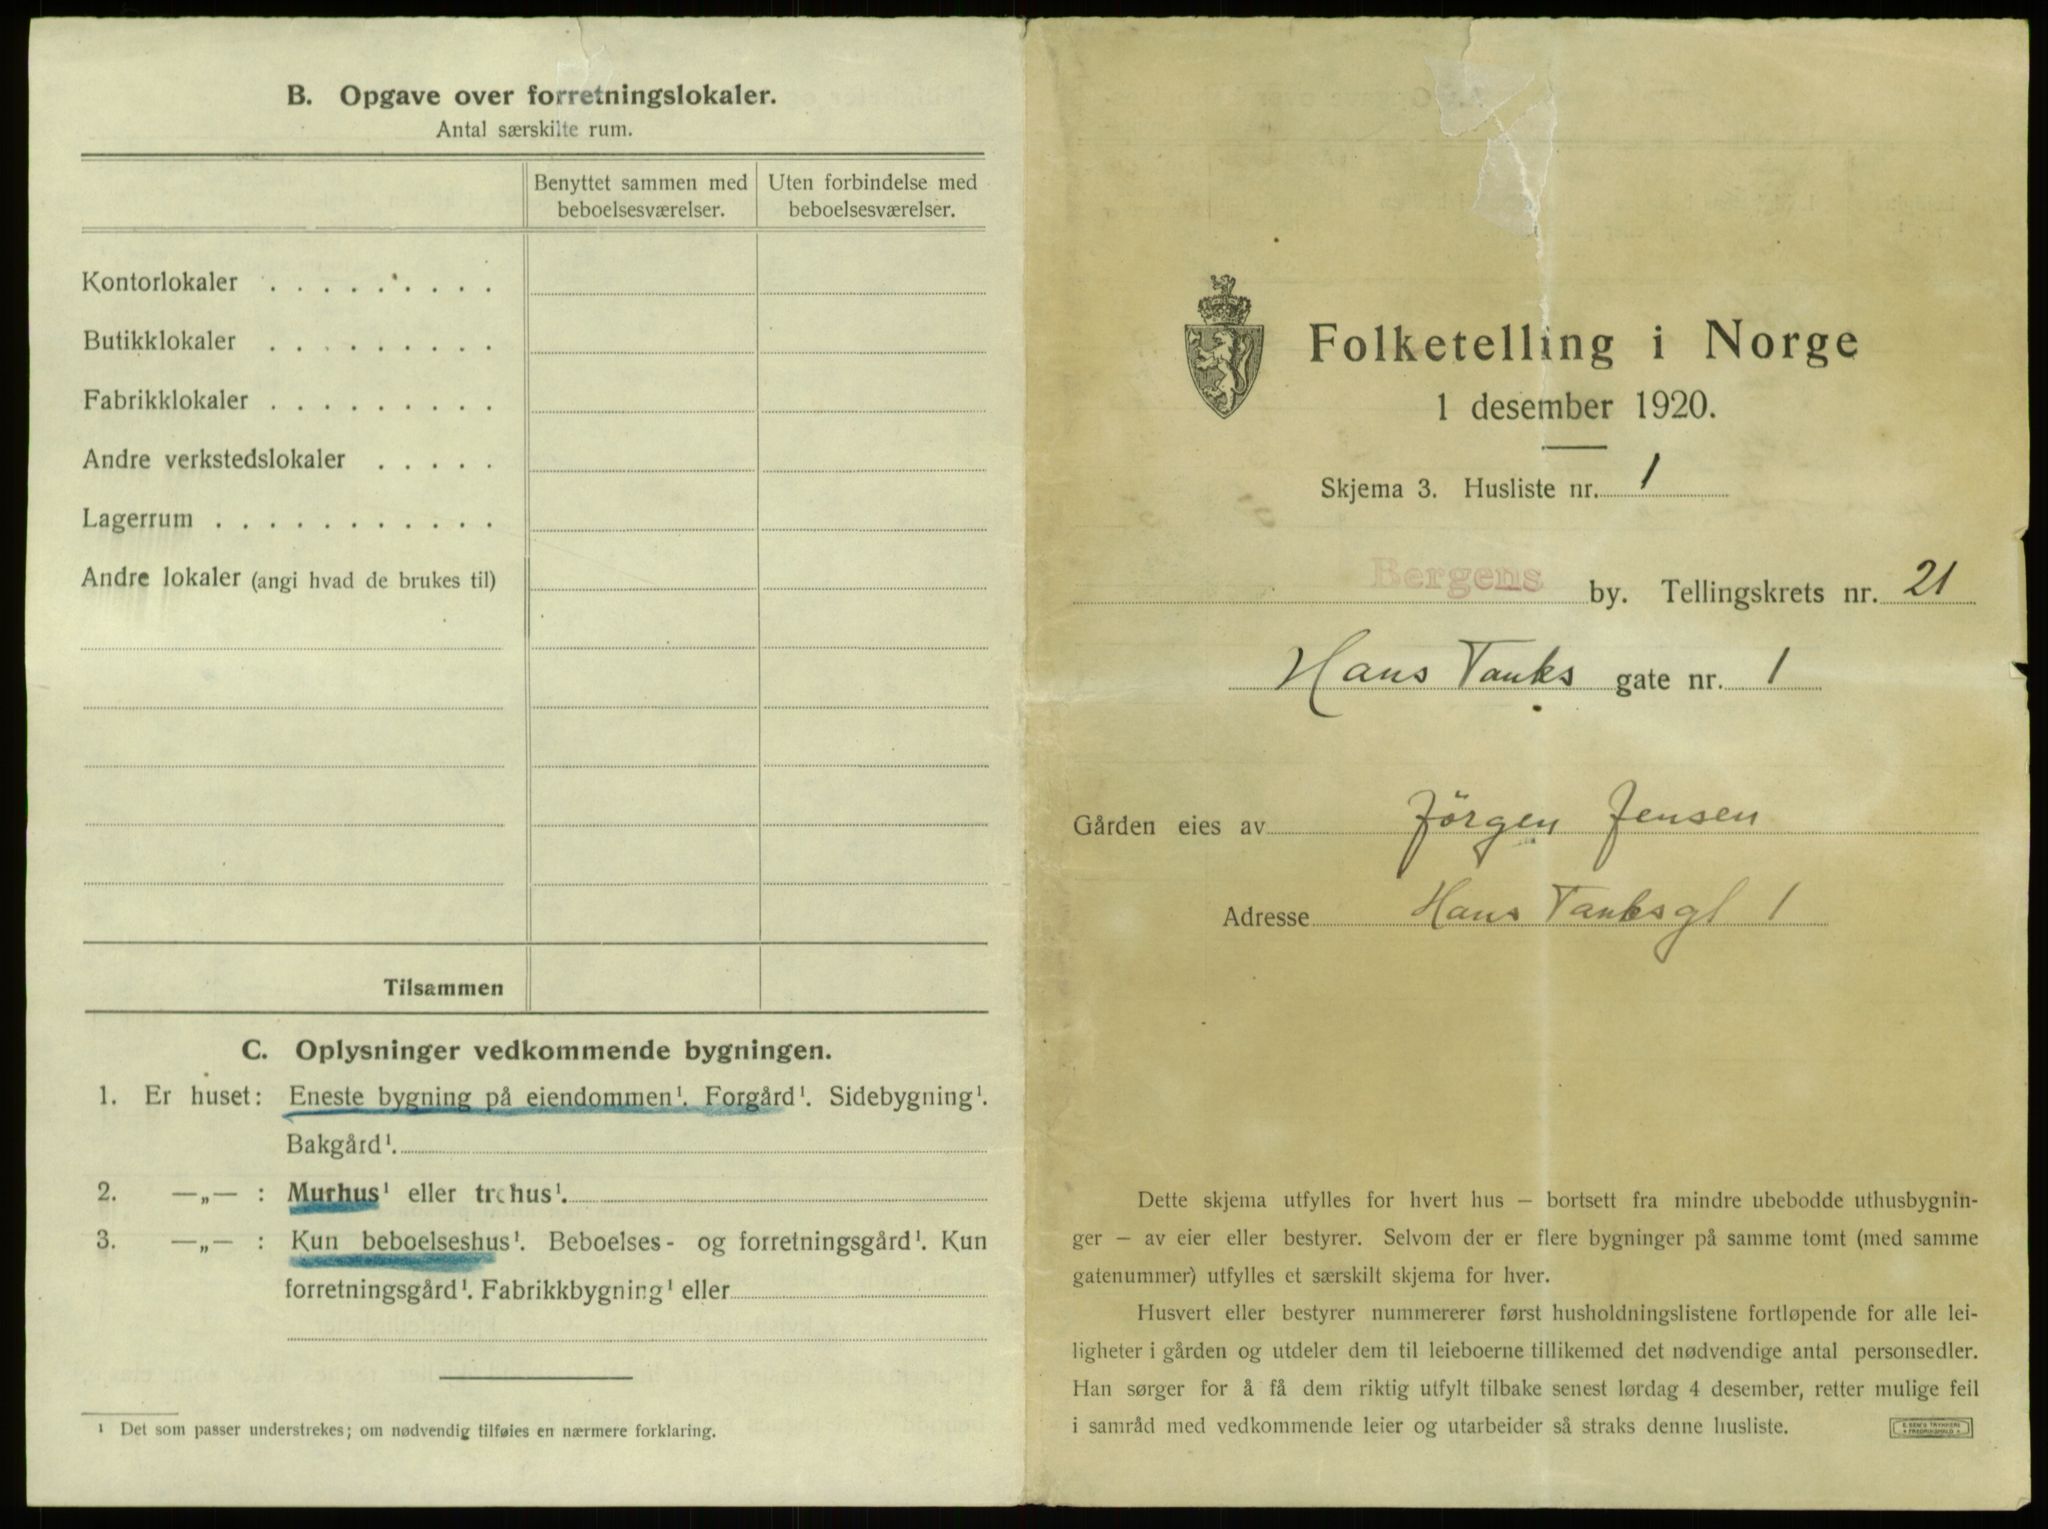 B. Opgave over forretningslokaler.
Antal særskilte rum.
Benyttet sammen med beboelsesværelser.
Uten forbindelse med beboelsesværelser.
Kontorlokaler . . . . . . . . .
Butikklokaler . . . . . . . . .
Fabrikklokaler . . . . . . . . .
Andre verkstedslokaler . . . . .
Lagerrum . . . . . . . . . . .
Andre lokaler (angi hvad de brukes til)
Tilsammen
C. Oplysninger vedkommende bygningen.
1. Er huset: Eneste bygning på eiendommen¹. Forgård¹. Sidebygning¹.
Bakgård¹.
2. —„— : Murhus¹ eller trehus¹.
3. —„— : Kun beboelseshus¹. Beboelses- og forretningsgård¹. Kun
forretningsgård¹. Fabrikkbygning¹ eller
¹ Det som passer understrekes; om nødvendig tilføies en nærmere forklaring.
Folketelling i Norge
1 desember 1920.
Skjema 3. Husliste nr. 1
Bergens by. Tellingskrets nr. 21
Hans Tanks gate nr. 1
Gården eies av Jörgen Jensen
Adresse Hans Tanksgt 1
Dette skjema utfylles for hvert hus — bortsett fra mindre ubebodde uthusbygnin-
ger — av eier eller bestyrer. Selvom der er flere bygninger på samme tomt (med samme
gatenummer) utfylles et særskilt skjema for hver.
Husvert eller bestyrer nummererer først husholdningslistene fortløpende for alle lei-
ligheter i gården og utdeler dem til leieboerne tillikemed det nødvendige antal personsedler.
Han sørger for å få dem riktig utfylt tilbake senest lørdag 4 desember, retter mulige feil
i samråd med vedkommende leier og utarbeider så straks denne husliste.
E. SEM'S TRYKKERI
• FREDRIKSHALD •